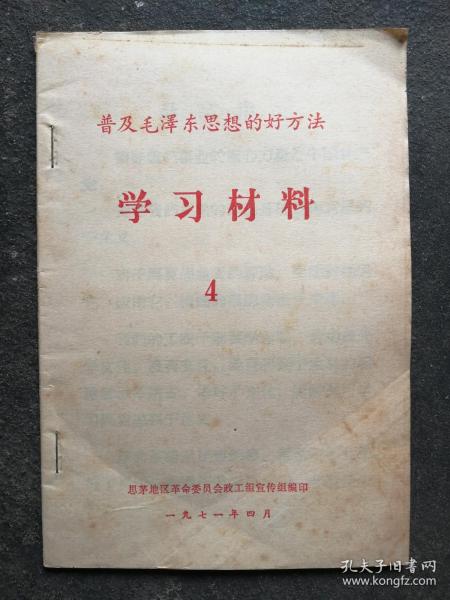 普及毛澤东思想的好方法
学习材料
4
思茅地区革命委员会政工组宣传组编印
一九七一年四月
孔夫子旧书网
www.kongfz.com